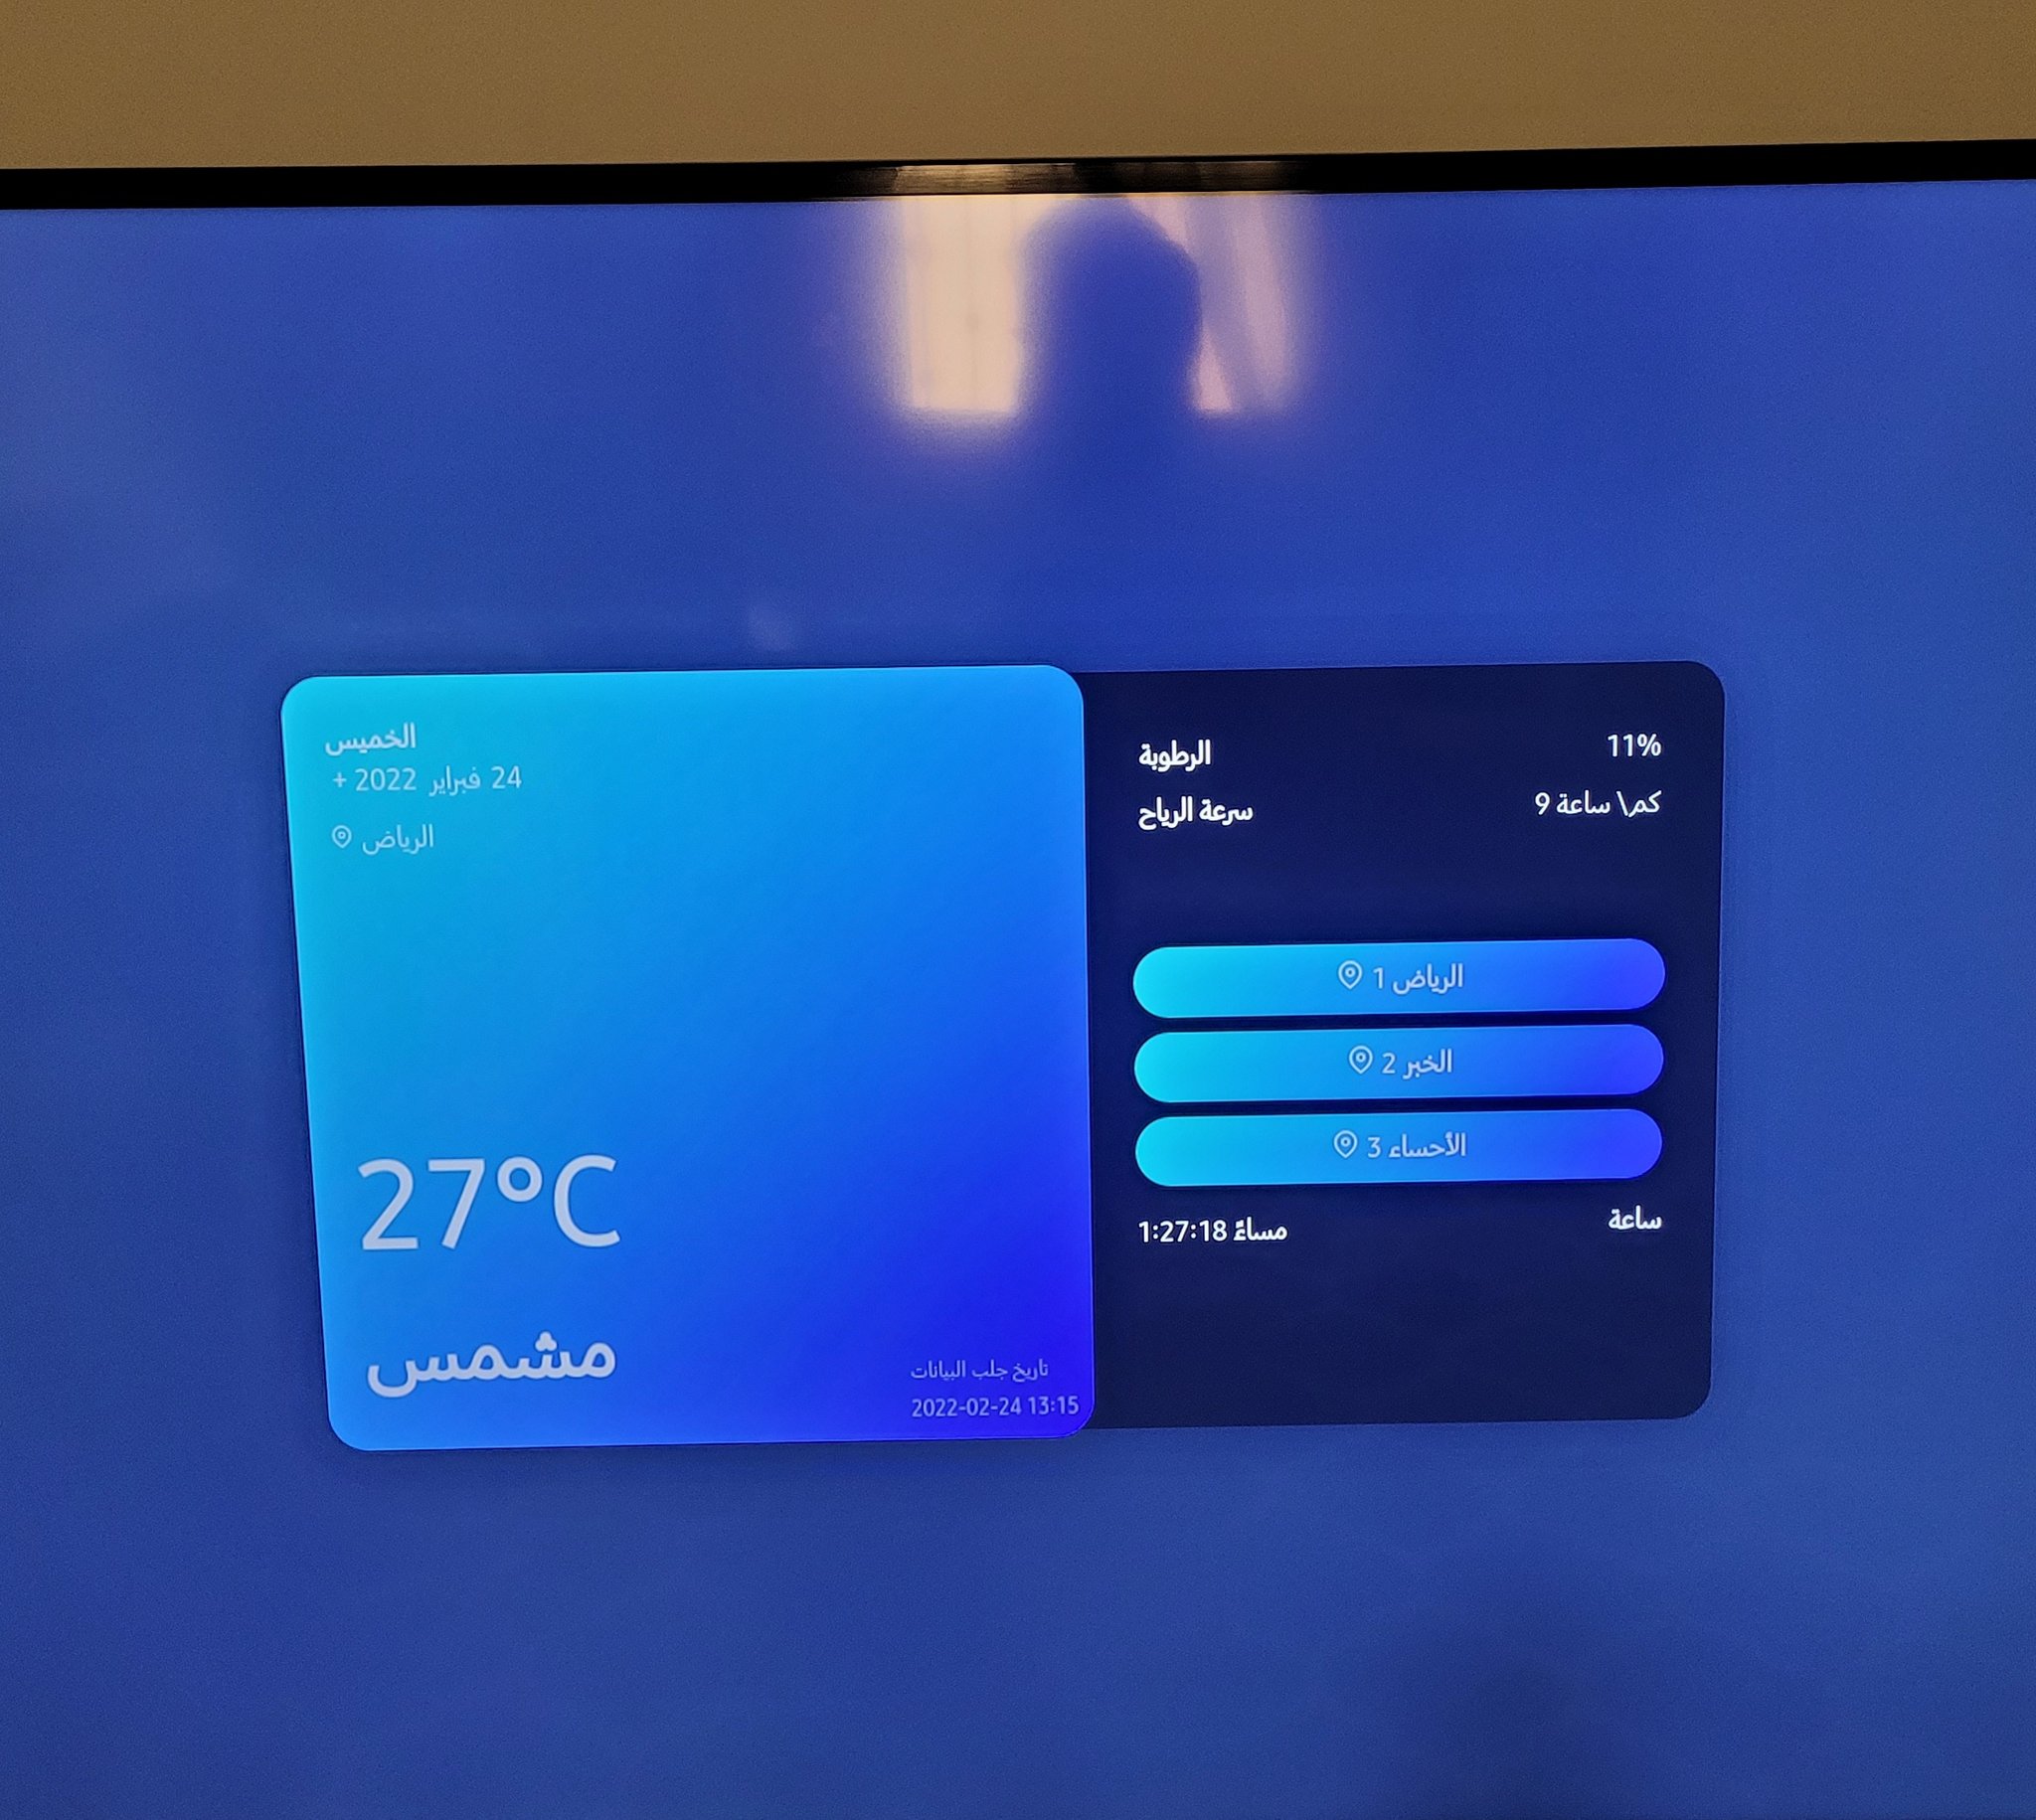 الخميس
24 فبراير 2022 +
الرياض
27°C
مشمس
تاريخ جلب البيانات
2022-02-24 13:15
الرطوبة 11%
سرعة الرياح كم\ ساعة 9
الرياض 1
الخبر 2
الأحساء 3
ساعة 1:27:18 مساءً